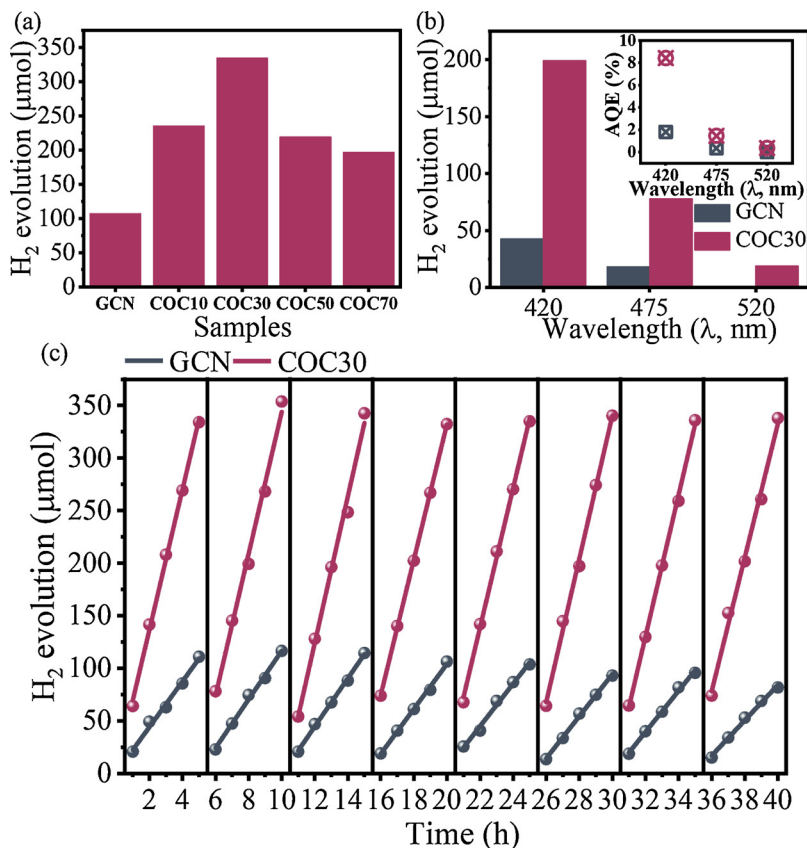 (a)
H2 evolution (μmol)
350
300
250
200
150
100
50
0
GCN COC10 COC30 COC50 COC70
Samples
(b)
H2 evolution (μmol)
200
150
100
50
0
420 475 520
Wavelength (λ, nm)
AQE (%)
10
8
6
4
2
0
420 475 520
Wavelength (λ, nm)
GCN
COC30
(c)
GCN COC30
H2 evolution (μmol)
350
300
250
200
150
100
50
0
2 4 6 8 10 12 14 16 18 20 22 24 26 28 30 32 34 36 38 40
Time (h)